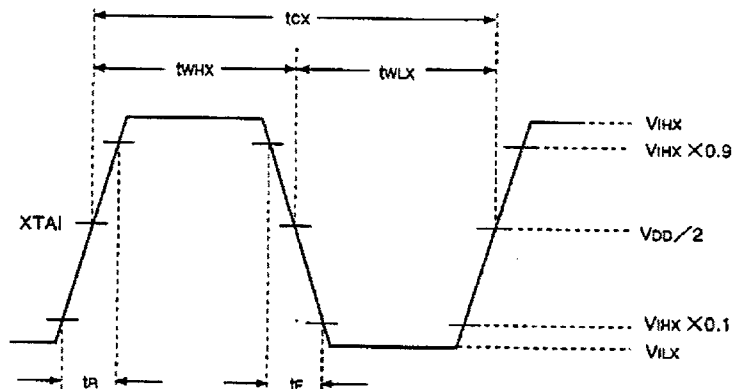 tCX
tWHX tWLX
VIHX
VIHX×0.9
XTAI
VDD/2
VIHX×0.1
VILX
tR tF